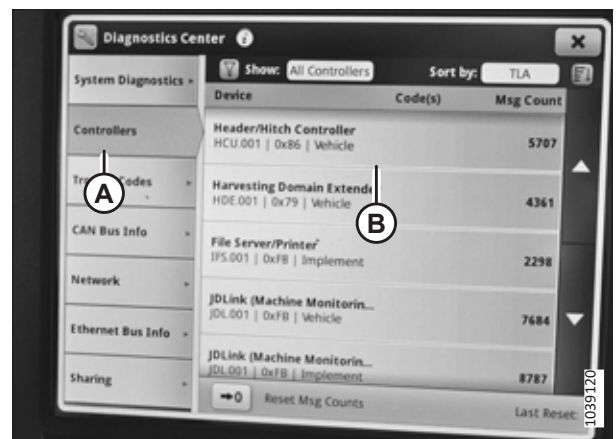 Diagnostics Center
System Diagnostics
Controllers
Codes
CAN Bus Info
Network
Ethernet Bus Info
Sharing
Show: All Controllers Sort by: TLA
Device Code(s) Msg Count
Header/Hitch Controller 5707
HCU.001 | 0x86 | Vehicle
Harvesting Domain 4361
HDE.001 | 0x79 | Vehicle
File Server/Printer 2298
IFS.001 | 0xF8 | Implement
JDLink (Machine Monitorin... 7684
JDL.001 | 0xFB | Vehicle
JDLink (Machine Monitorin... 8787
JDL.001 | 0xFB | Implement
→0 Reset Msg Counts Last Reset:
A
B
1039120